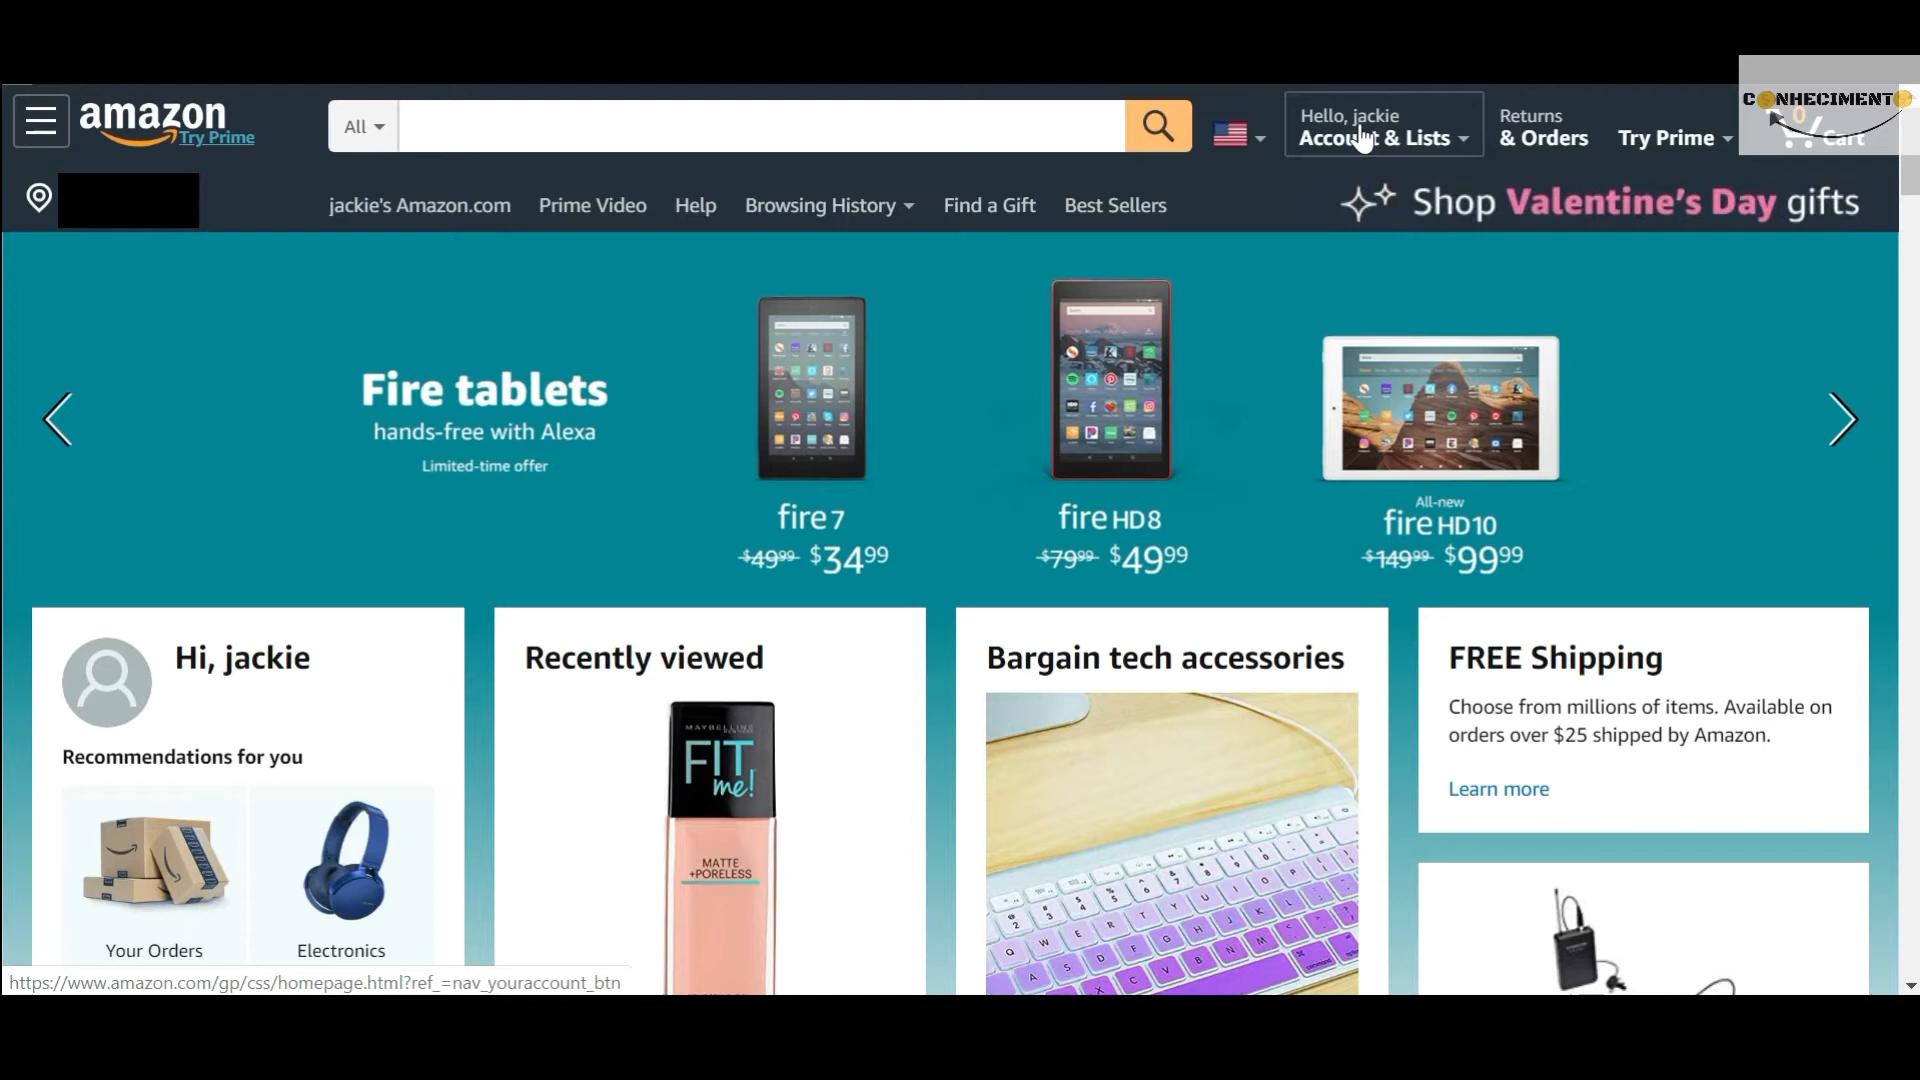 CONHECIMENTO
amazon
Try Prime
All
Hello, jackie
Account & Lists
Returns
& Orders
Try Prime
0
Cart
jackie's Amazon.com
Prime Video
Help
Browsing History
Find a Gift
Best Sellers
Shop Valentine's Day gifts
Fire tablets
hands-free with Alexa
Limited-time offer
fire 7
$49.99 $34.99
fire HD8
$79.99 $49.99
All-new
fire HD10
$149.99 $99.99
Hi, jackie
Recommendations for you
Your Orders
Electronics
Recently viewed
MAYBELLINE
FIT
me!
MATTE
+PORELESS
Bargain tech accessories
FREE Shipping
Choose from millions of items. Available on
orders over $25 shipped by Amazon.
Learn more
https://www.amazon.com/gp/css/homepage.html?ref_=nav_youraccount_btn